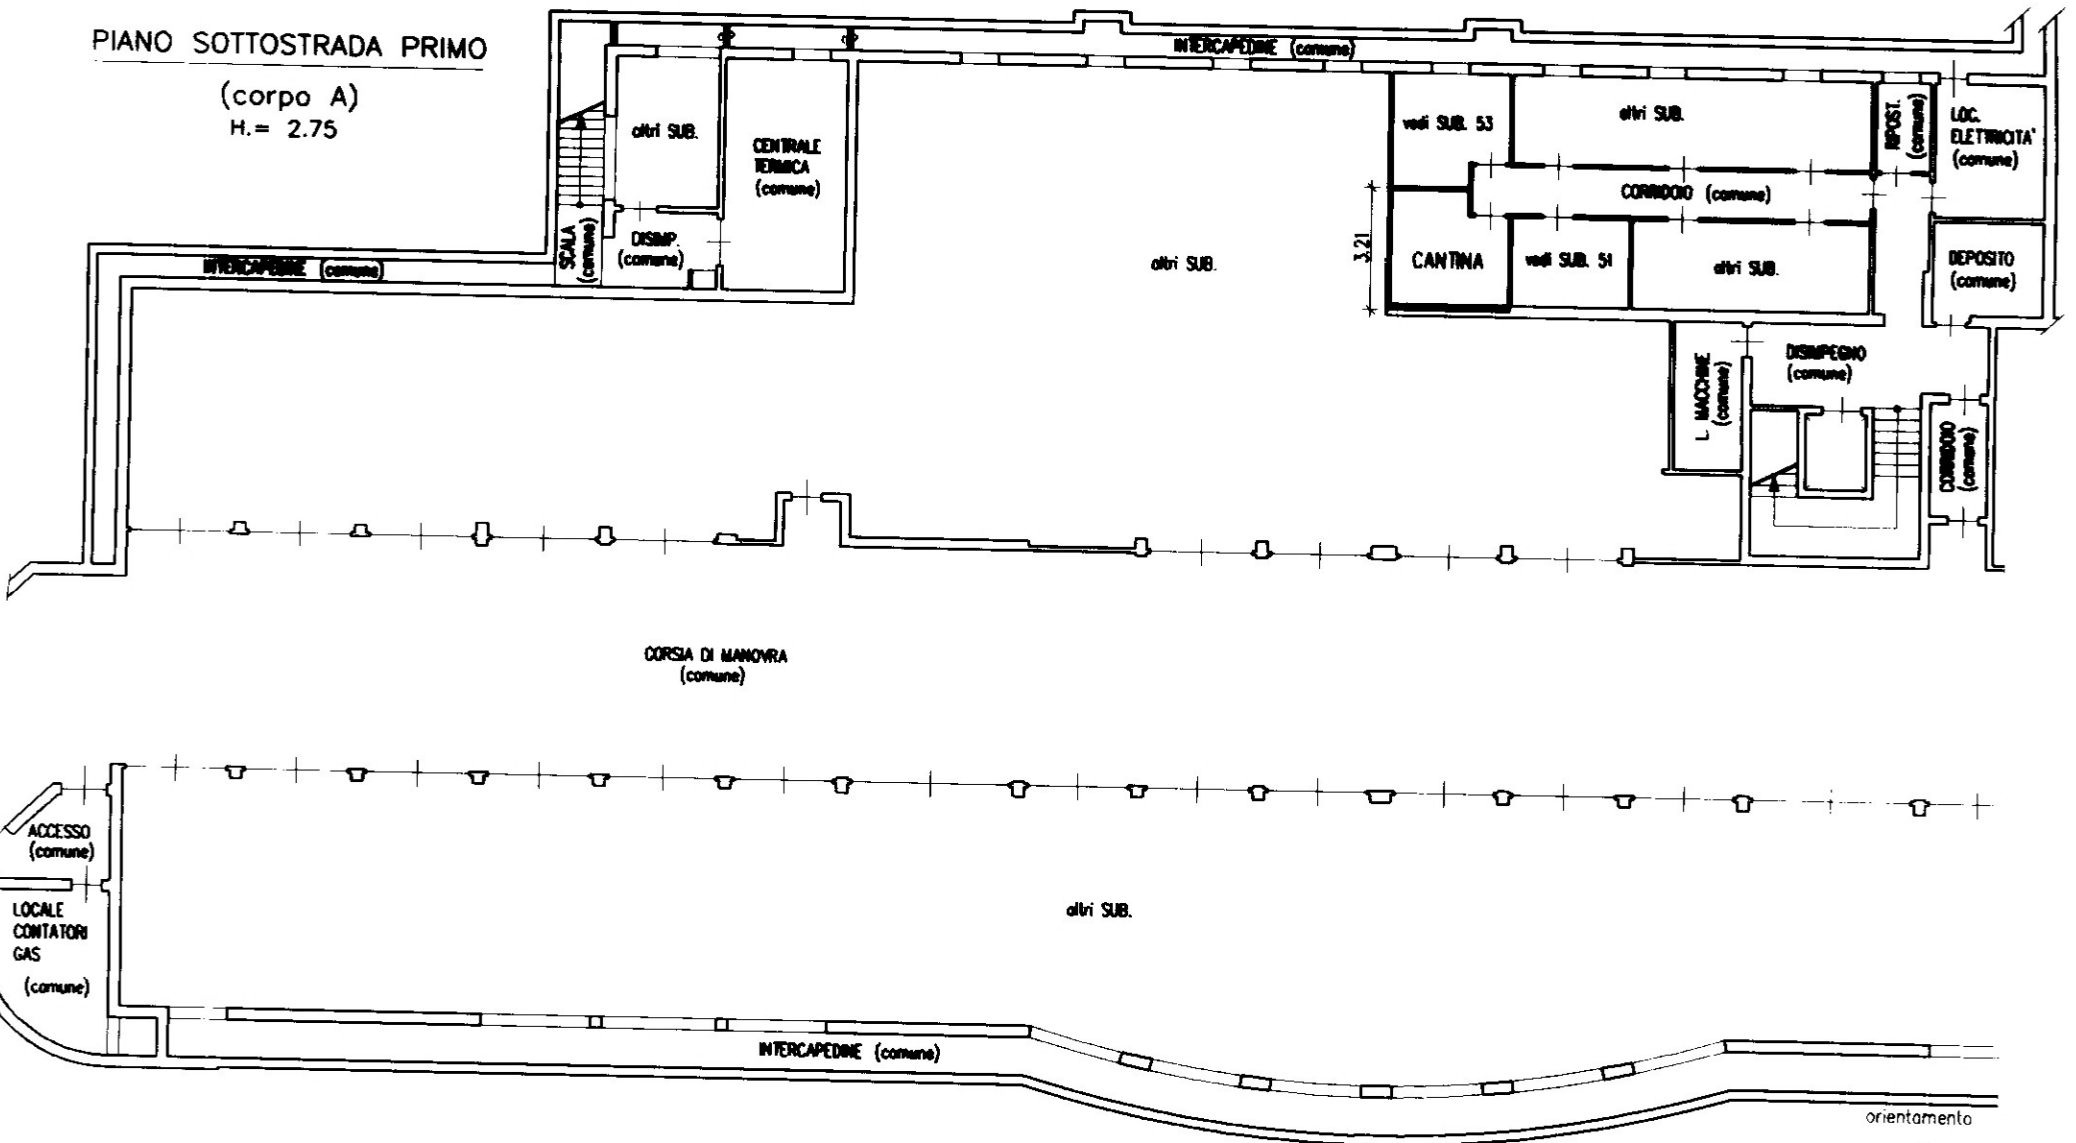 PIANO SOTTOSTRADA PRIMO
(corpo A)
H.= 2.75
INTERCAPEDINE (comune)
altri SUB.
CENTRALE
TERMICA
(comune)
SCALA
(comune)
DISIMP.
(comune)
INTERCAPEDINE (comune)
altri SUB.
vedi SUB. 53
altri SUB.
RIPOST.
(comune)
LOC.
ELETTRICITA'
(comune)
CORRIDOIO (comune)
3.21
CANTINA
vedi SUB. 51
altri SUB.
DEPOSITO
(comune)
L. MACCHINE
(comune)
DISIMPEGNO
(comune)
CORRIDOIO
(comune)
CORSIA DI MANOVRA
(comune)
ACCESSO
(comune)
LOCALE
CONTATORI
GAS
(comune)
altri SUB.
INTERCAPEDINE (comune)
orientamento